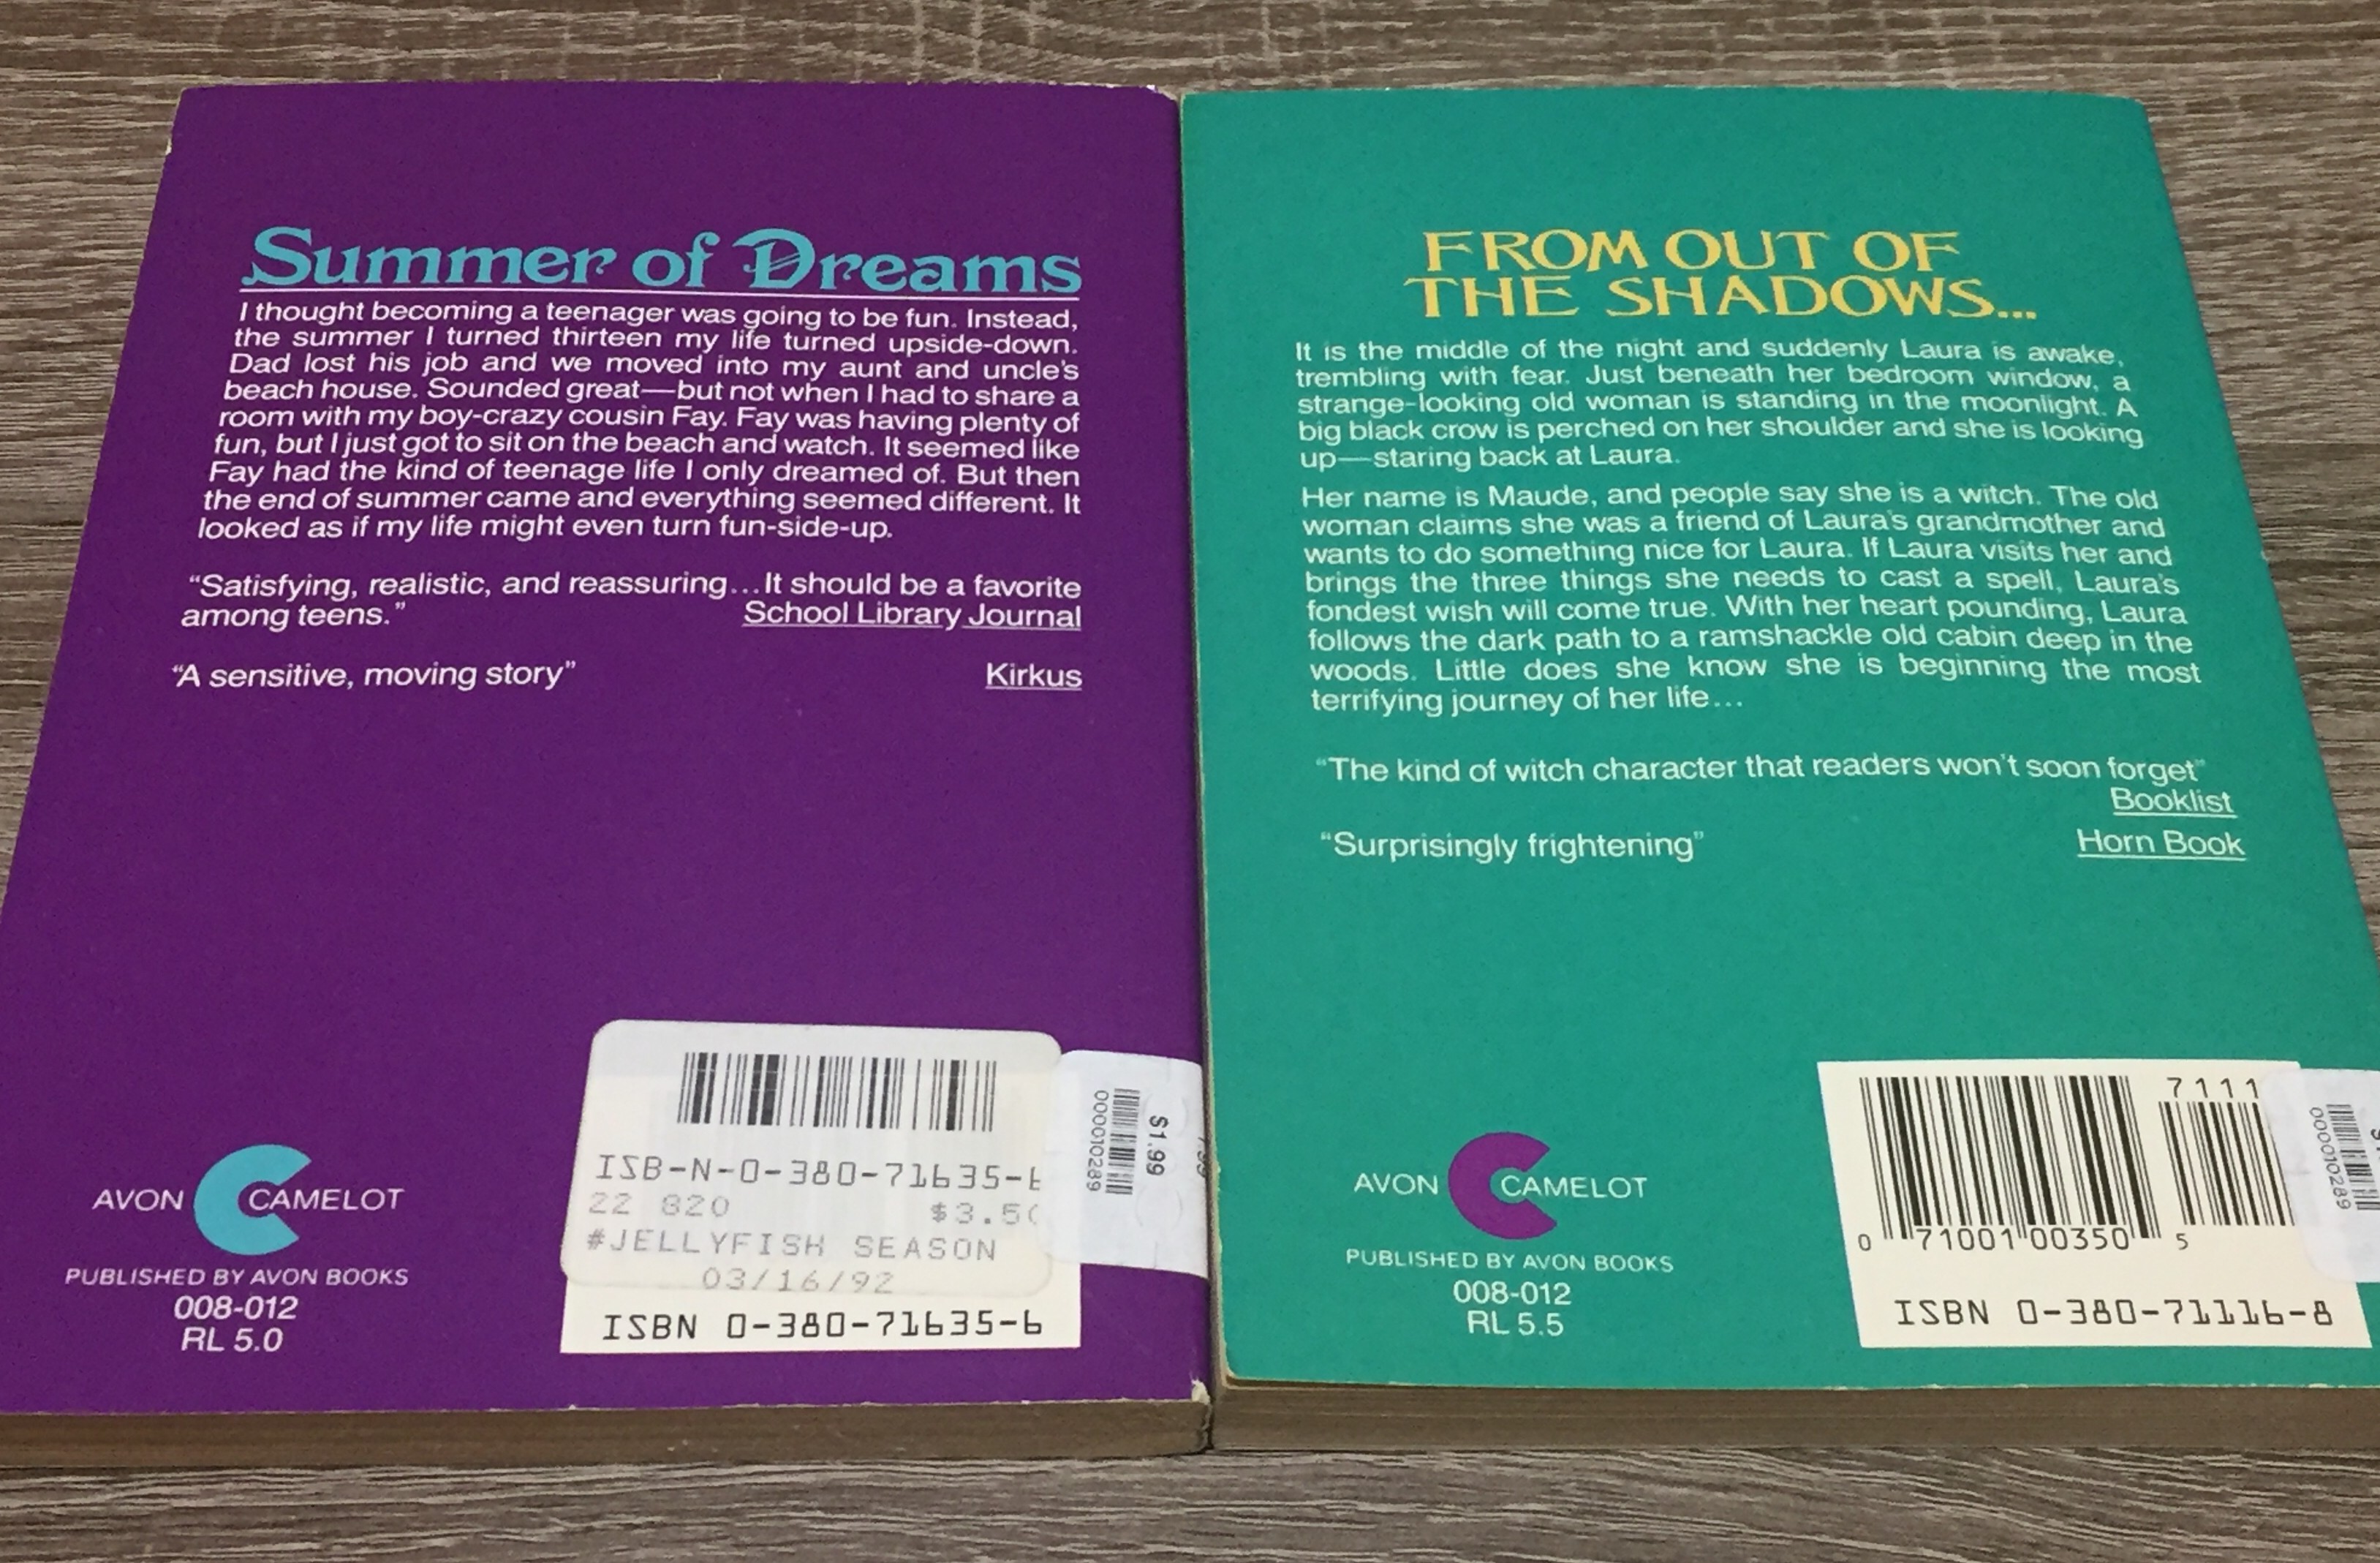 Summer of Dreams
I thought becoming a teenager was going to be fun. Instead,
the summer I turned thirteen my life turned upside-down.
Dad lost his job and we moved into my aunt and uncle's
beach house. Sounded great—but not when I had to share a
room with my boy-crazy cousin Fay. Fay was having plenty of
fun, but I just got to sit on the beach and watch. It seemed like
Fay had the kind of teenage life I only dreamed of. But then
the end of summer came and everything seemed different. It
looked as if my life might even turn fun-side-up.
“Satisfying, realistic, and reassuring...It should be a favorite
among teens.” School Library Journal
“A sensitive, moving story” Kirkus
ISB-N-0-380-71635-6
22 820 $3.50
#JELLYFISH SEASON
03/16/92
ISBN 0-380-71635-6
$1.99
0000010289
AVON CAMELOT
PUBLISHED BY AVON BOOKS
008-012
RL 5.0
FROM OUT OF
THE SHADOWS...
It is the middle of the night and suddenly Laura is awake,
trembling with fear. Just beneath her bedroom window, a
strange-looking old woman is standing in the moonlight. A
big black crow is perched on her shoulder and she is looking
up—staring back at Laura.
Her name is Maude, and people say she is a witch. The old
woman claims she was a friend of Laura's grandmother and
wants to do something nice for Laura. If Laura visits her and
brings the three things she needs to cast a spell, Laura's
fondest wish will come true. With her heart pounding, Laura
follows the dark path to a ramshackle old cabin deep in the
woods. Little does she know she is beginning the most
terrifying journey of her life...
“The kind of witch character that readers won't soon forget”
Booklist
“Surprisingly frightening” Horn Book
AVON CAMELOT
PUBLISHED BY AVON BOOKS
008-012
RL 5.5
7111
0 71001 00350 5
ISBN 0-380-71116-8
0000010289